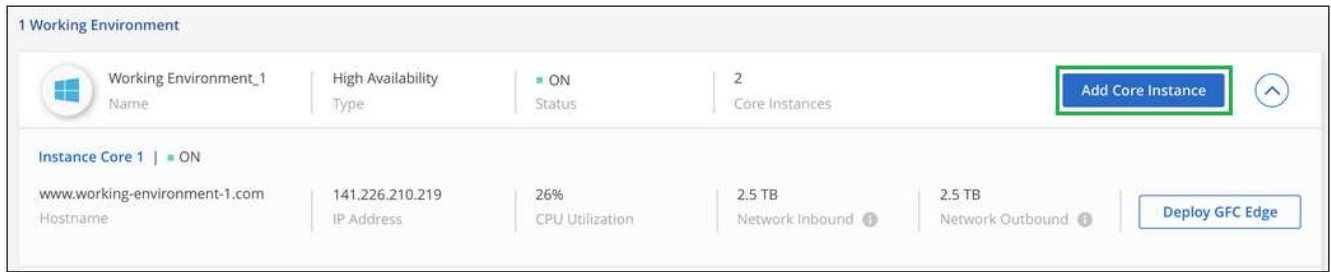 1 Working Environment
Working Environment_1 High Availability ON 2 Add Core Instance
Name Type Status Core Instances
Instance Core 1 | ON
www.working-environment-1.com 141.226.210.219 26% 2.5 TB 2.5 TB Deploy GFC Edge
Hostname IP Address CPU Utilization Network Inbound Network Outbound